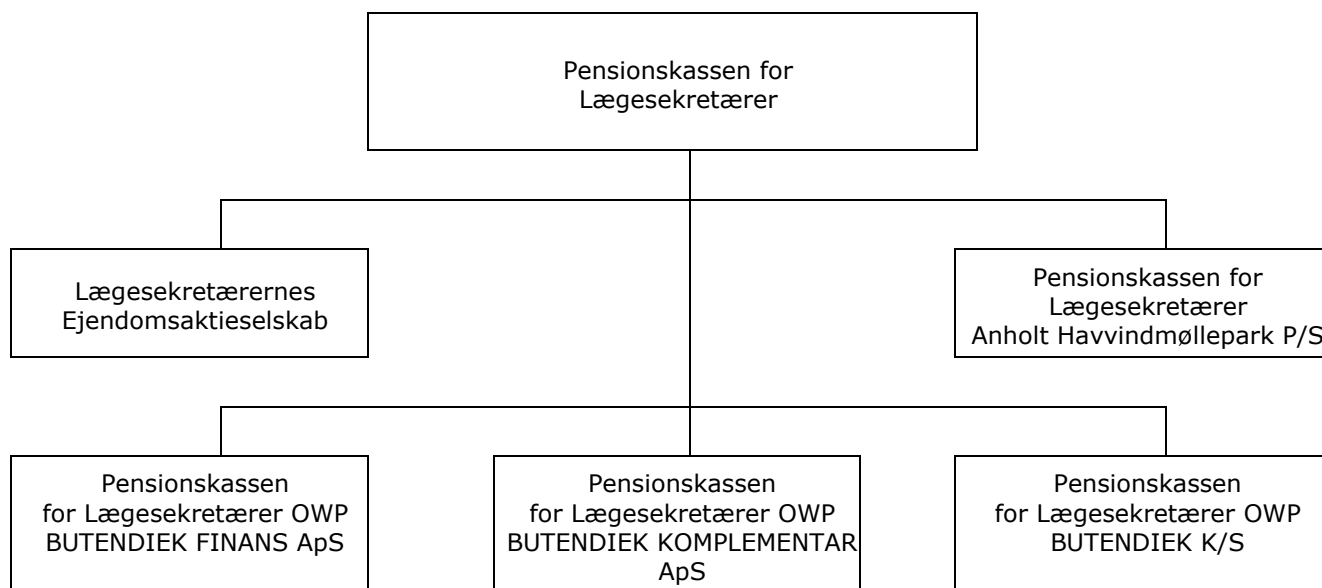 Pensionskassen for
Lægesekretærer
Lægesekretærernes
Ejendomsaktieselskab
Pensionskassen for
Lægesekretærer
Anholt Havvindmøllepark P/S
Pensionskassen
for Lægesekretærer OWP
BUTENDIEK FINANS ApS
Pensionskassen
for Lægesekretærer OWP
BUTENDIEK KOMPLEMENTAR
ApS
Pensionskassen
for Lægesekretærer OWP
BUTENDIEK K/S